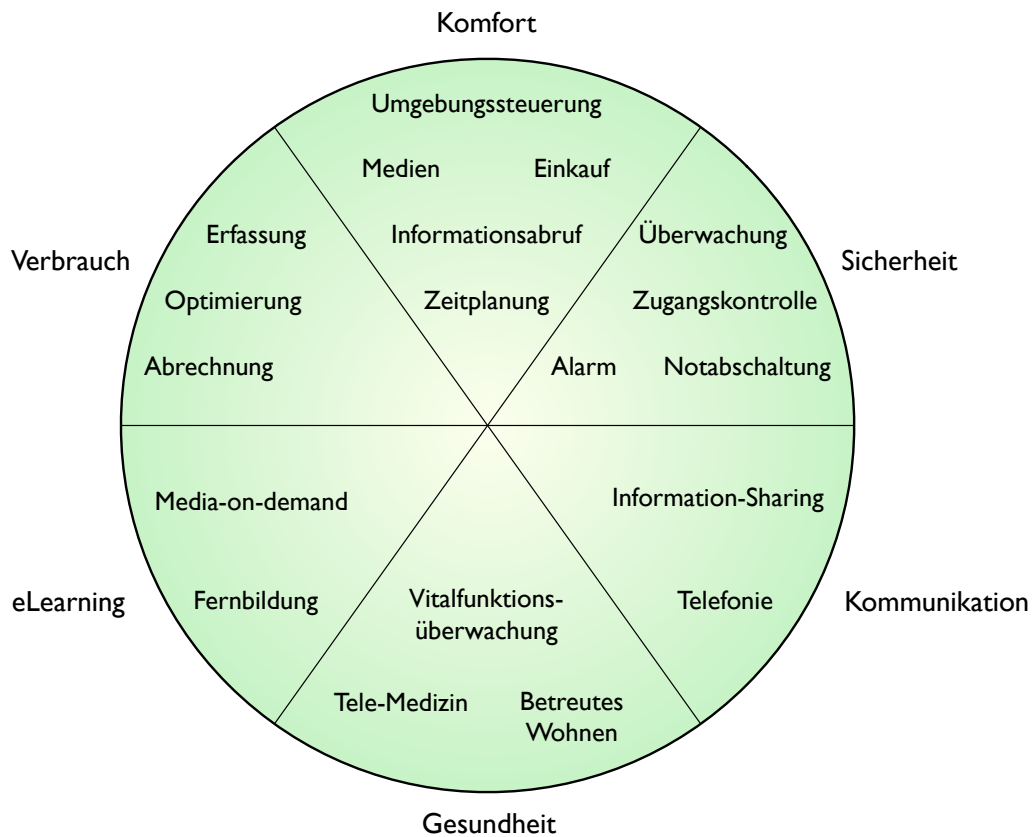 Komfort
Umgebungssteuerung
Medien
Einkauf
Informationsabruf
Zeitplanung
Verbrauch
Erfassung
Optimierung
Abrechnung
Sicherheit
Überwachung
Zugangskontrolle
Alarm
Notabschaltung
eLearning
Media-on-demand
Fernbildung
Kommunikation
Information-Sharing
Telefonie
Vitalfunktions-
überwachung
Tele-Medizin
Betreutes
Wohnen
Gesundheit